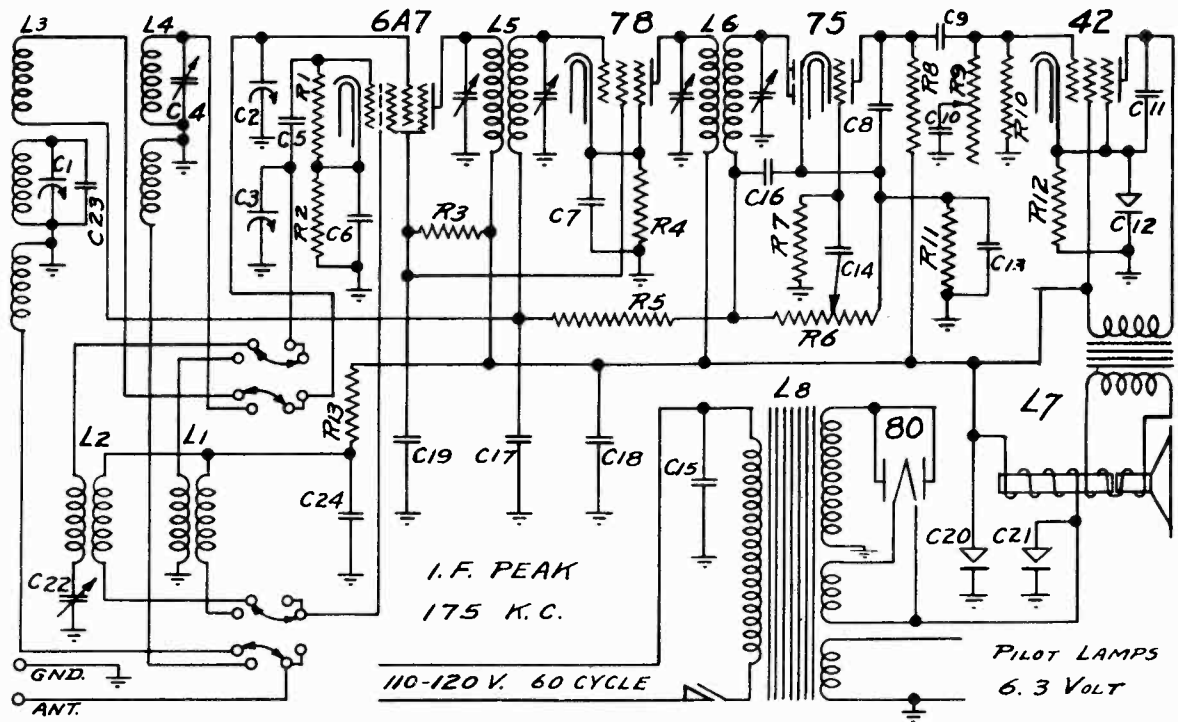 L3
L4
6A7
L5
78
L6
75
C9
42
C4
C2
R1
C5
C1
C23
C3
R2
C6
R3
C7
R4
C16
R7
C8
C14
R8
C10
R9
R10
R11
C13
R12
C11
C12
R5
R6
R13
L2
L1
C19
C17
C18
C15
L8
80
L7
C24
C22
C20
C21
I.F. PEAK
175 K.C.
GND.
ANT.
110-120 V. 60 CYCLE
PILOT LAMPS
6.3 VOLT